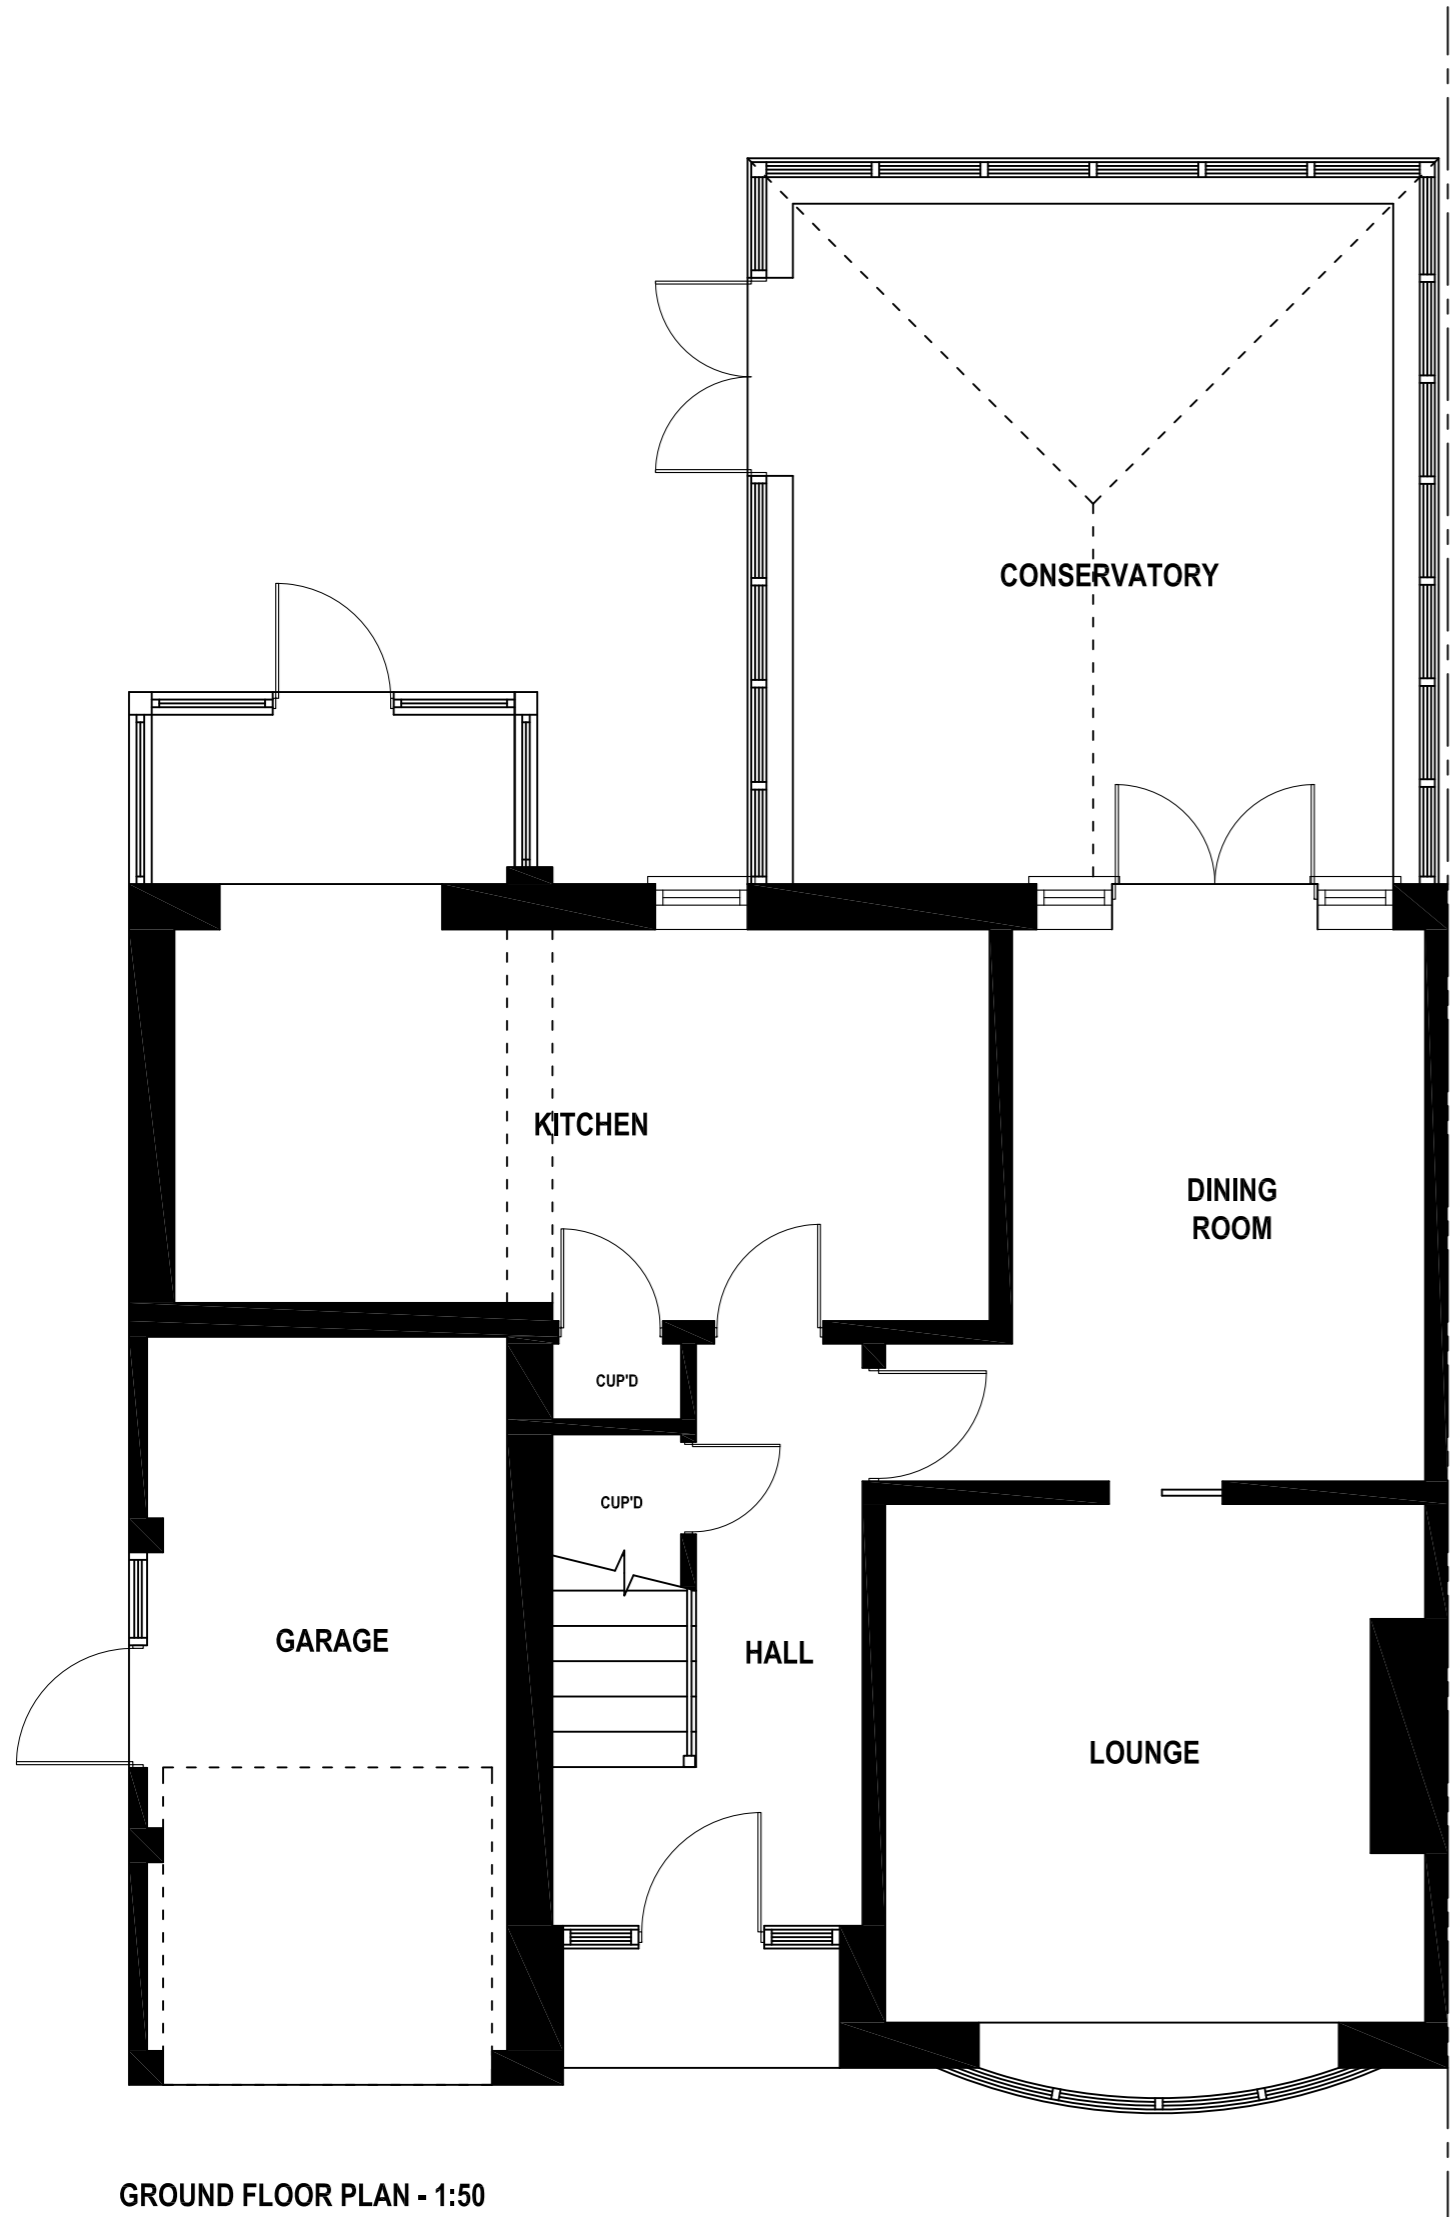 CONSERVATORY
KITCHEN
DINING
ROOM
CUP'D
CUP'D
GARAGE
HALL
LOUNGE
GROUND FLOOR PLAN - 1:50